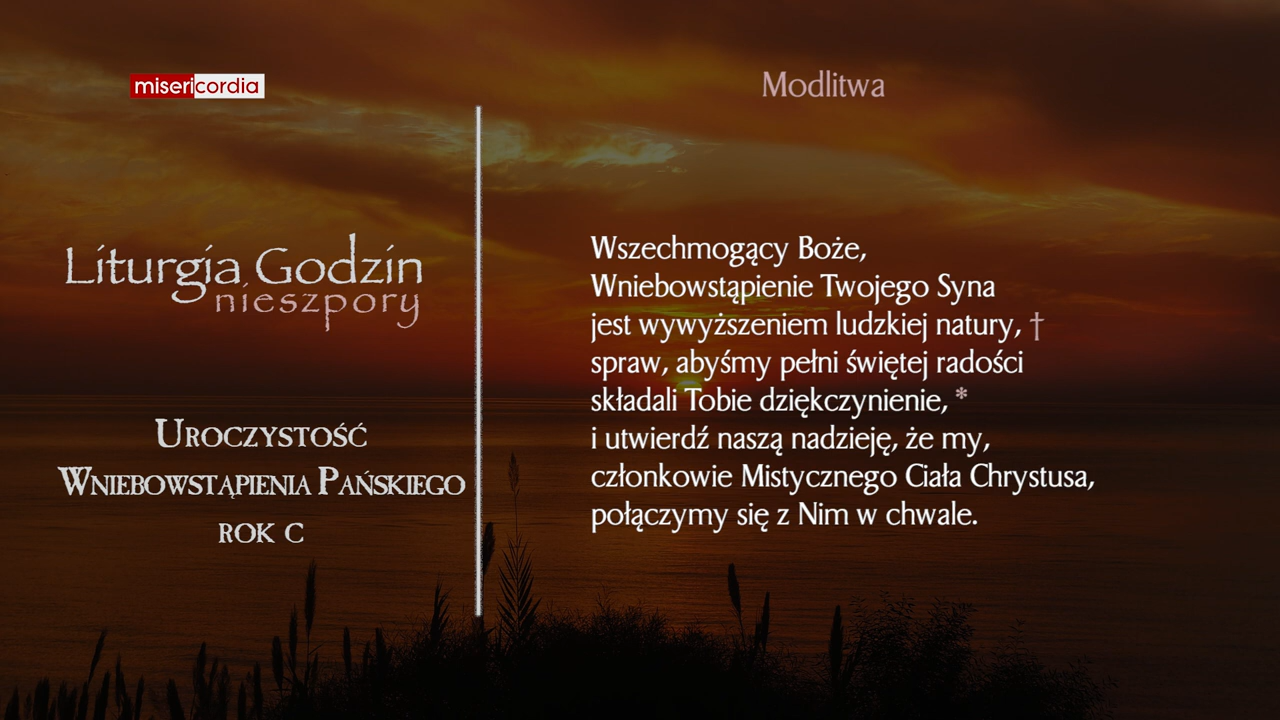 misericordia
Liturgia Godzin
nieszpory
Uroczystość
Wniebowstąpienia Pańskiego
rok C
Modlitwa
Wszechmogący Boże,
Wniebowstąpienie Twojego Syna
jest wywyższeniem ludzkiej natury, †
spraw, abyśmy pełni świętej radości
składali Tobie dziękczynienie, *
i utwierdź naszą nadzieję, że my,
członkowie Mistycznego Ciała Chrystusa,
połączymy się z Nim w chwale.